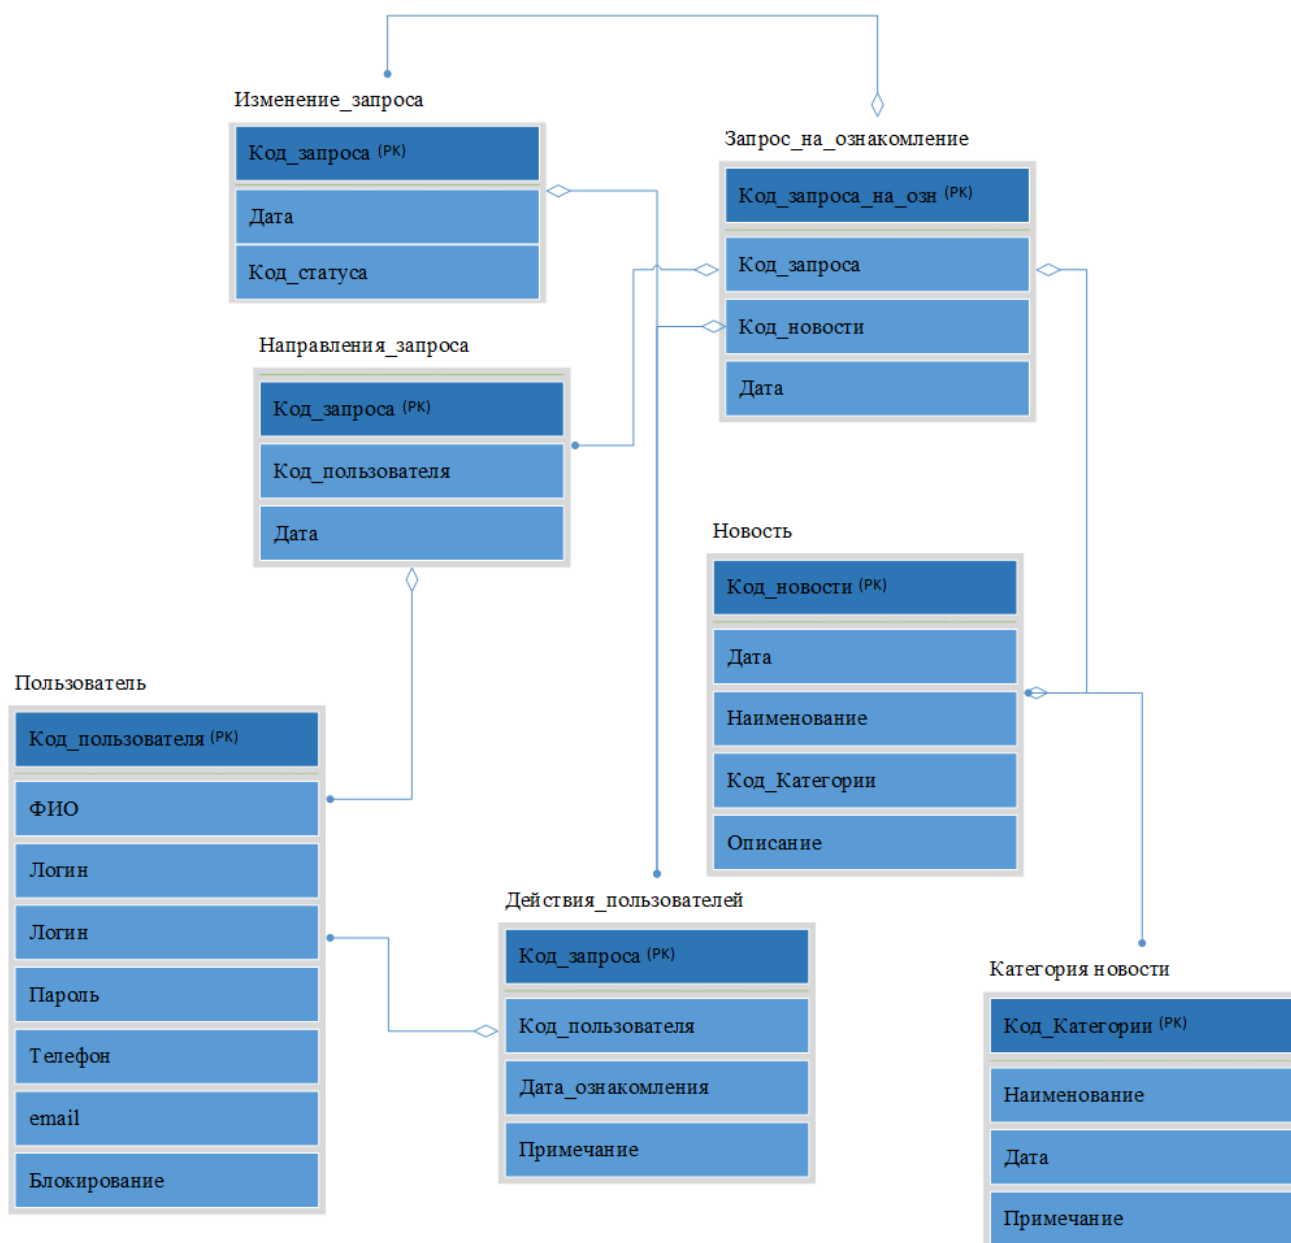 Изменение_запроса
Код_запроса (PK)
Дата
Код_статуса
Запрос_на_ознакомление
Код_запроса_на_озн (PK)
Код_запроса
Код_новости
Дата
Направления_запроса
Код_запроса (PK)
Код_пользователя
Дата
Новость
Код_новости (PK)
Дата
Наименование
Код_Категории
Описание
Пользователь
Код_пользователя (PK)
ФИО
Логин
Логин
Пароль
Телефон
email
Блокирование
Действия_пользователей
Код_запроса (PK)
Код_пользователя
Дата_ознакомления
Примечание
Категория новости
Код_Категории (PK)
Наименование
Дата
Примечание